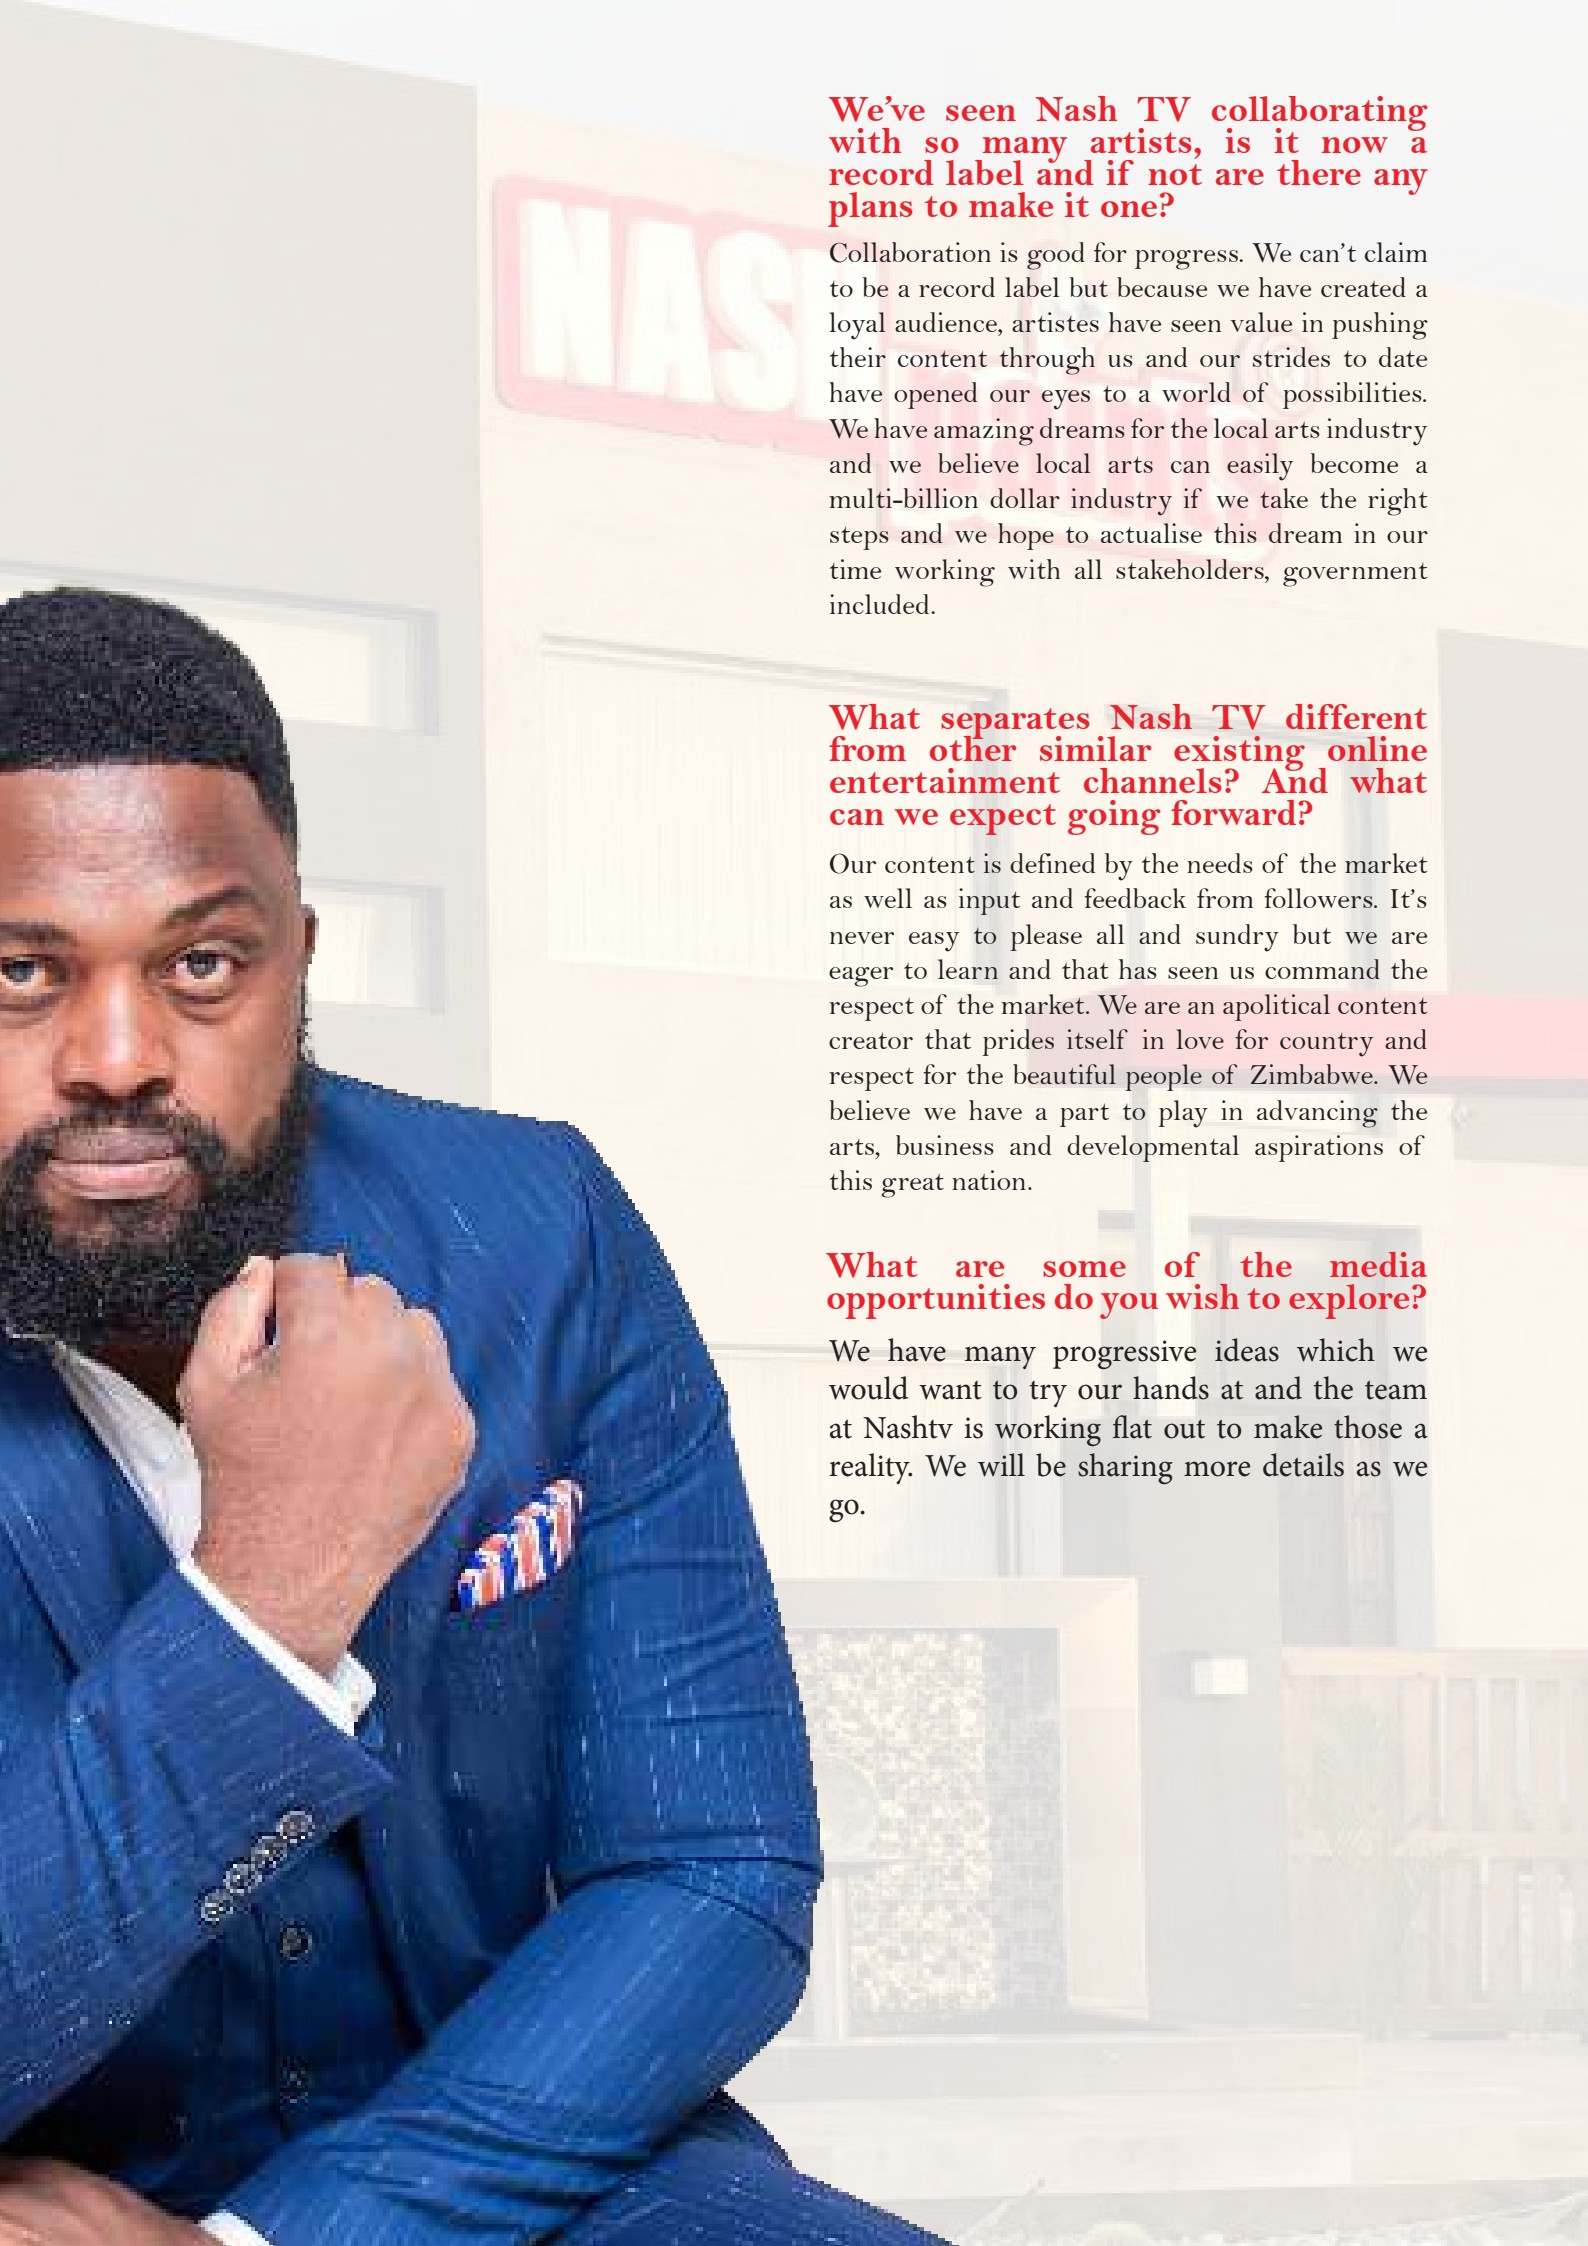 We've seen Nash TV collaborating
with so many artists, is it now a
record label and if not are there any
plans to make it one?
Collaboration is good for progress. We can't claim
to be a record label but because we have created a
loyal audience, artistes have seen value in pushing
their content through us and our strides to date
have opened our eyes to a world of possibilities.
We have amazing dreams for the local arts industry
and we believe local arts can easily become a
multi-billion dollar industry if we take the right
steps and we hope to actualise this dream in our
time working with all stakeholders, government
included.
What separates Nash TV different
from other similar existing online
entertainment channels? And what
can we expect going forward?
Our content is defined by the needs of the market
as well as input and feedback from followers. It's
never easy to please all and sundry but we are
eager to learn and that has seen us command the
respect of the market. We are an apolitical content
creator that prides itself in love for country and
respect for the beautiful people of Zimbabwe. We
believe we have a part to play in advancing the
arts, business and developmental aspirations of
this great nation.
What are some of the media
opportunities do you wish to explore?
We have many progressive ideas which we
would want to try our hands at and the team
at Nashtv is working flat out to make those a
reality. We will be sharing more details as we
go.
NASH
paints